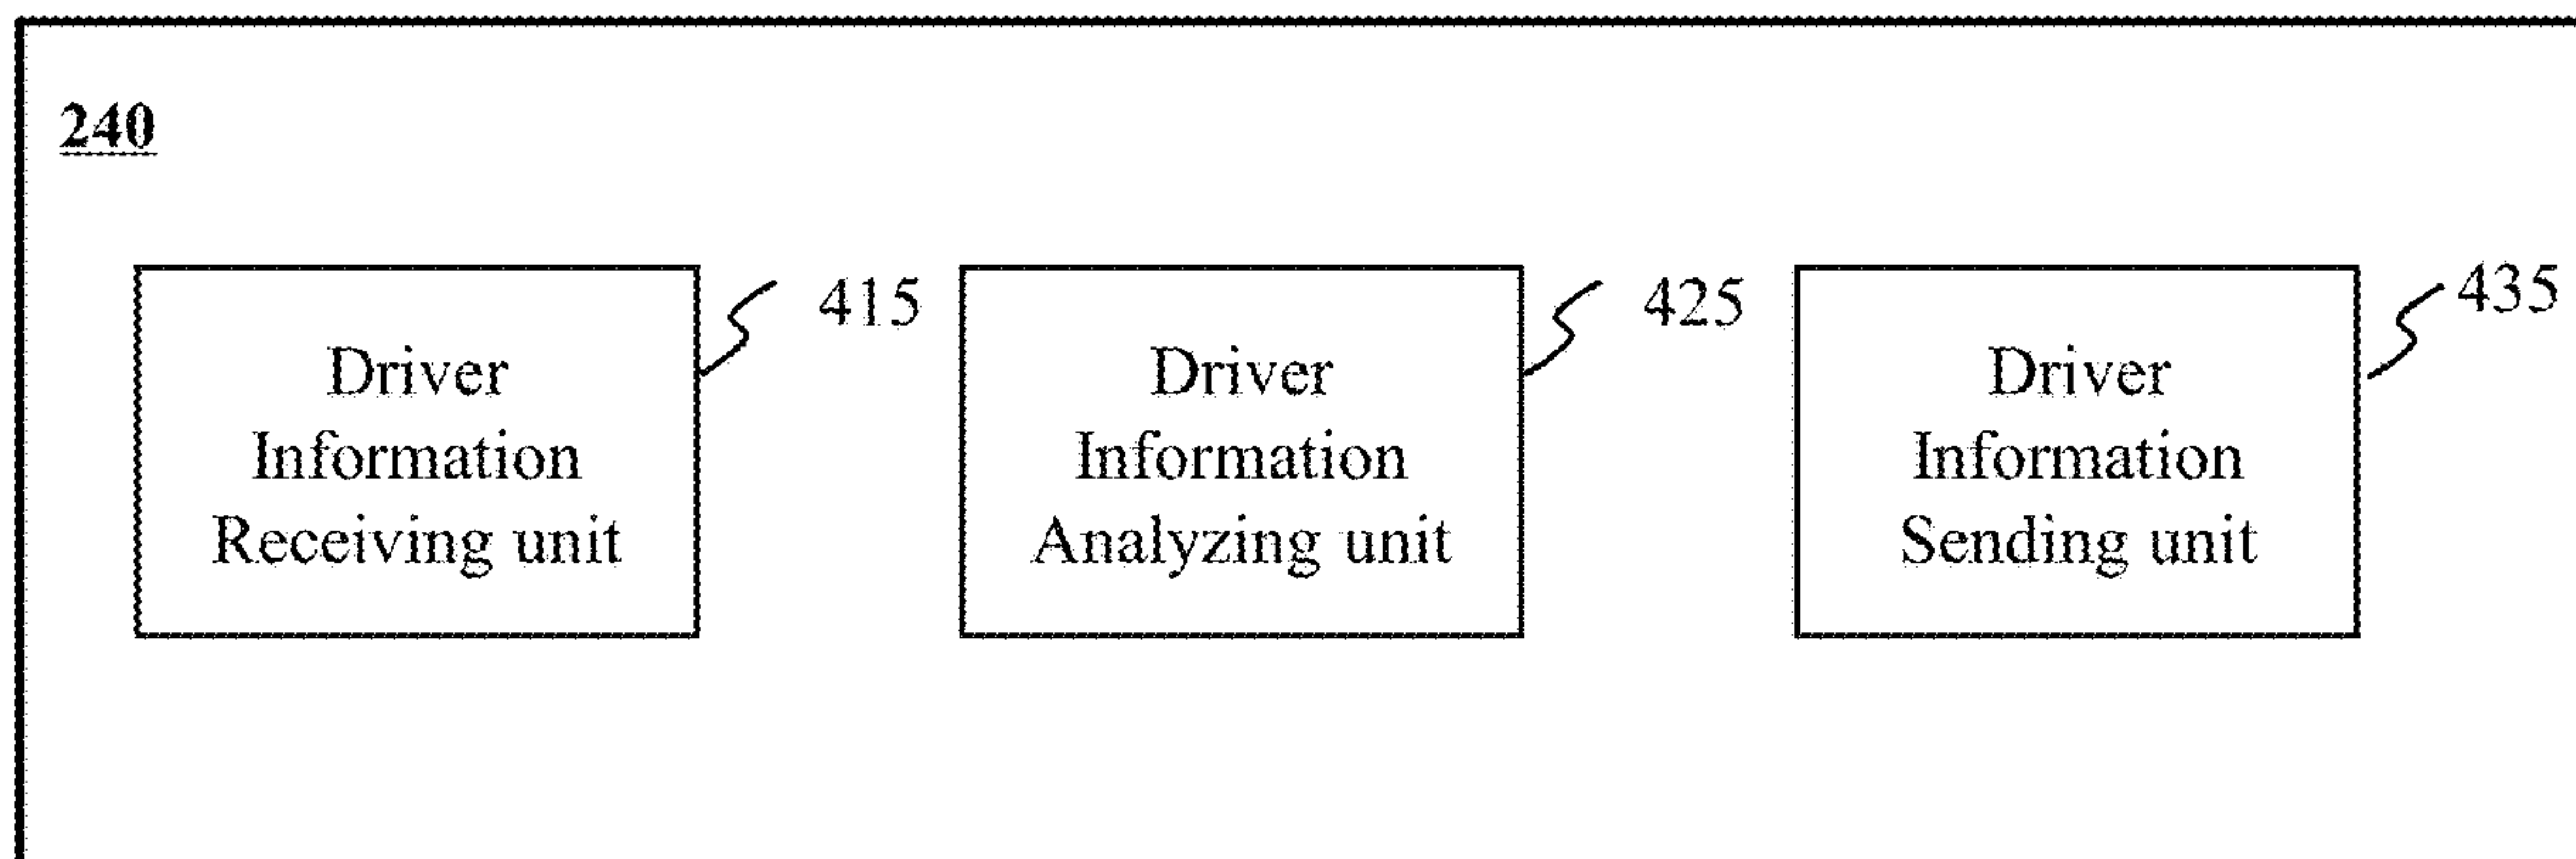 240
415
Driver
Information
Receiving unit
425
Driver
Information
Analyzing unit
435
Driver
Information
Sending unit